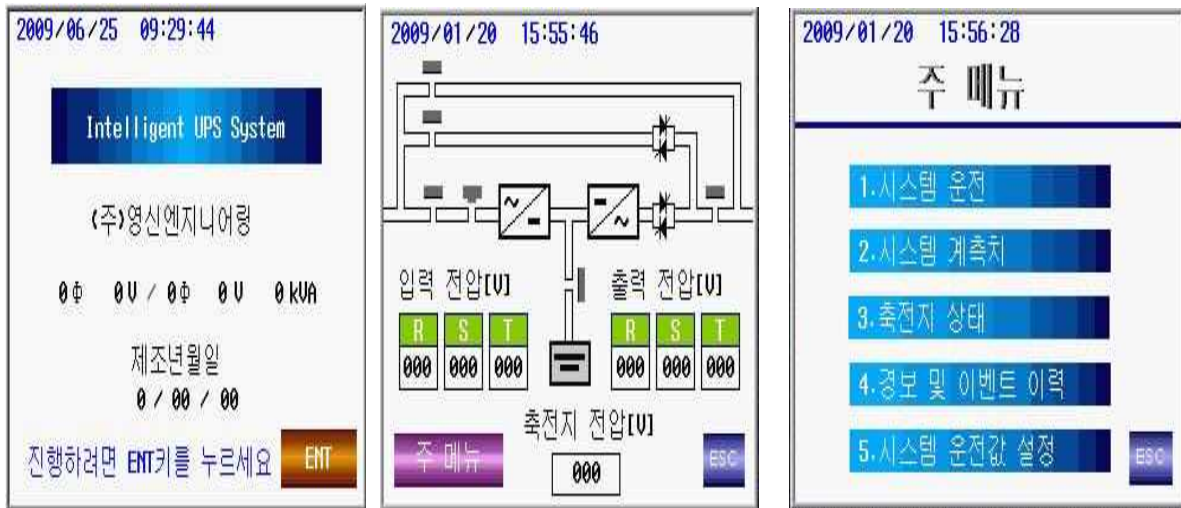 2009/06/25 09:29:44
Intelligent UPS System
(주)영신엔지니어링
0Φ 0V / 0Φ 0V 0kVA
제조년월일
0 / 00 / 00
진행하려면 ENT키를 누르세요
ENT
2009/01/20 15:55:46
입력 전압[V]
출력 전압[V]
R S T
R S T
000 000 000
000 000 000
축전지 전압[V]
주 메뉴
000
ESC
2009/01/20 15:56:28
주 메뉴
1.시스템 운전
2.시스템 계측치
3.축전지 상태
4.경보 및 이벤트 이력
5.시스템 운전값 설정
ESC